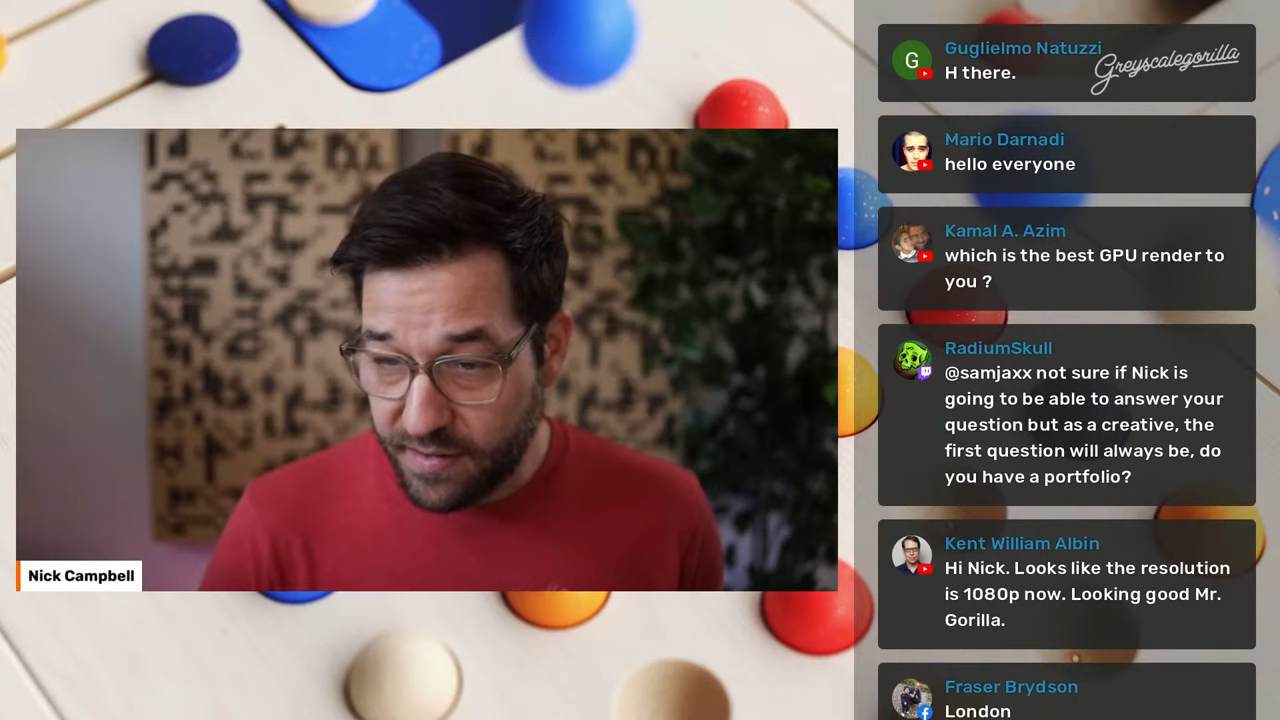 Guglielmo Natuzzi
H there.
Greyscalegorilla
Mario Darnadi
hello everyone
Kamal A. Azim
which is the best GPU render to
you ?
RadiumSkull
@samjaxx not sure if Nick is
going to be able to answer your
question but as a creative, the
first question will always be, do
you have a portfolio?
Kent William Albin
Hi Nick. Looks like the resolution
is 1080p now. Looking good Mr.
Gorilla.
Fraser Brydson
London
Nick Campbell
G